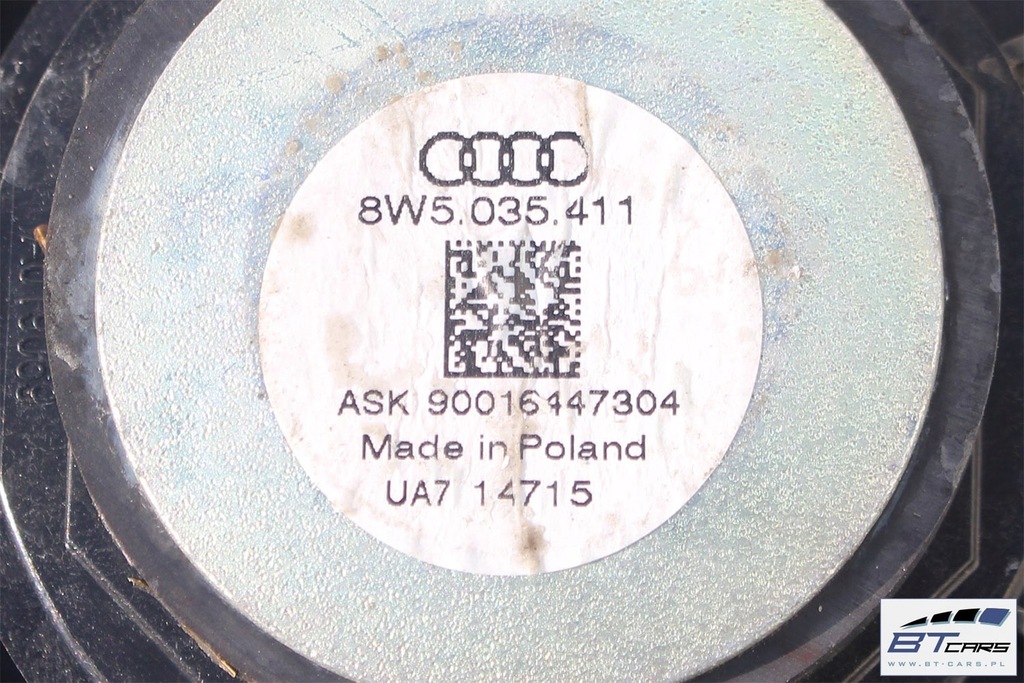 8W5.035.411
ASK 90016447304
Made in Poland
UA7 14715
BTCARS
WWW.BT-CARS.PL